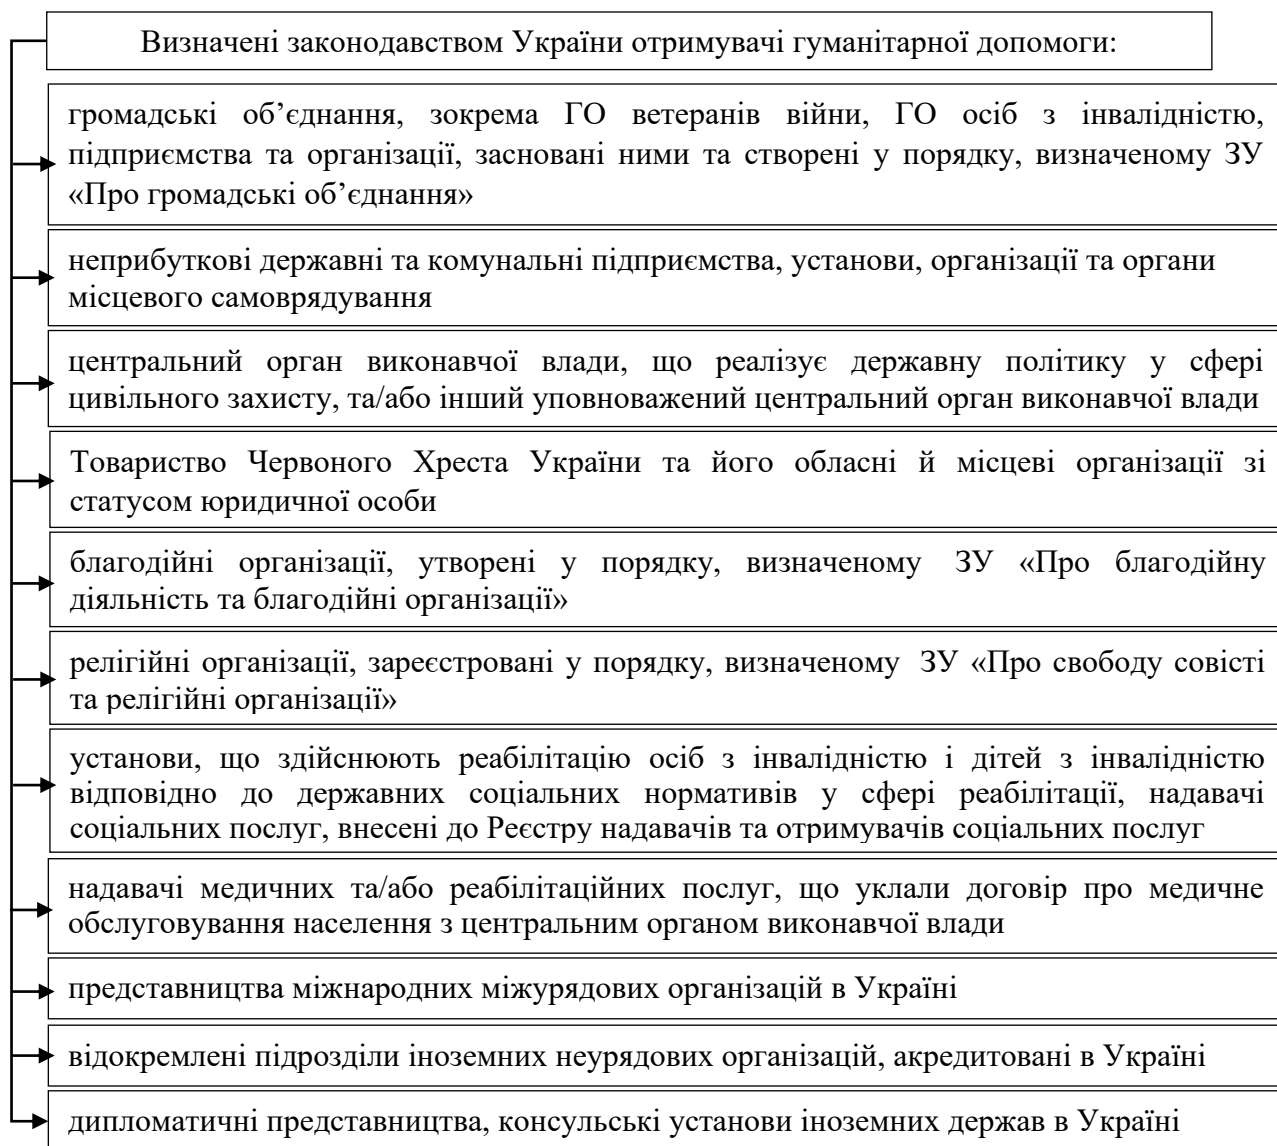 Визначені законодавством України отримувачі гуманітарної допомоги:
громадські об’єднання, зокрема ГО ветеранів війни, ГО осіб з інвалідністю,
підприємства та організації, засновані ними та створені у порядку, визначеному ЗУ
«Про громадські об’єднання»
неприбуткові державні та комунальні підприємства, установи, організації та органи
місцевого самоврядування
центральний орган виконавчої влади, що реалізує державну політику у сфері
цивільного захисту, та/або інший уповноважений центральний орган виконавчої влади
Товариство Червоного Хреста України та його обласні й місцеві організації зі
статусом юридичної особи
благодійні організації, утворені у порядку, визначеному ЗУ «Про благодійну
діяльність та благодійні організації»
релігійні організації, зареєстровані у порядку, визначеному ЗУ «Про свободу совісті
та релігійні організації»
установи, що здійснюють реабілітацію осіб з інвалідністю і дітей з інвалідністю
відповідно до державних соціальних нормативів у сфері реабілітації, надавачі
соціальних послуг, внесені до Реєстру надавачів та отримувачів соціальних послуг
надавачі медичних та/або реабілітаційних послуг, що уклали договір про медичне
обслуговування населення з центральним органом виконавчої влади
представництва міжнародних міжурядових організацій в Україні
відокремлені підрозділи іноземних неурядових організацій, акредитовані в Україні
дипломатичні представництва, консульські установи іноземних держав в Україні